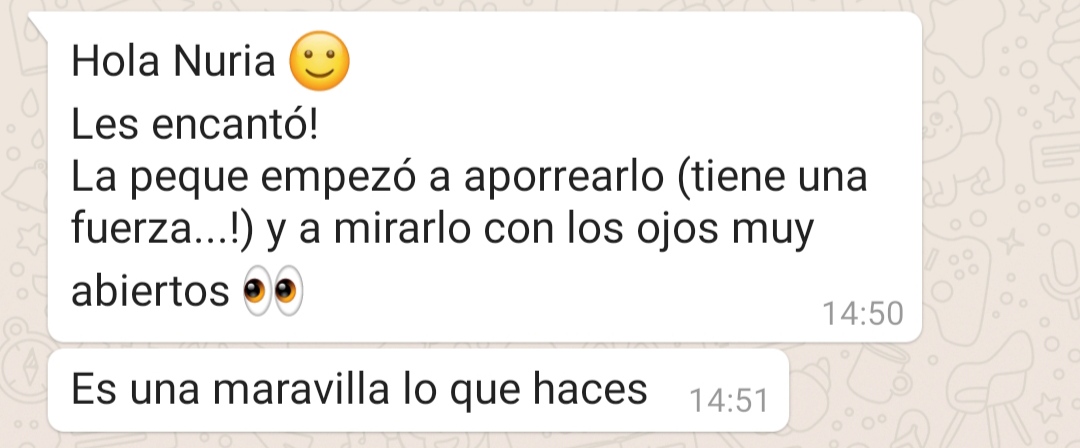 Hola Nuria 🙂
Les encantó!
La peque empezó a aporrearlo (tiene una
fuerza...!) y a mirarlo con los ojos muy
abiertos 👀
14:50
Es una maravilla lo que haces 14:51